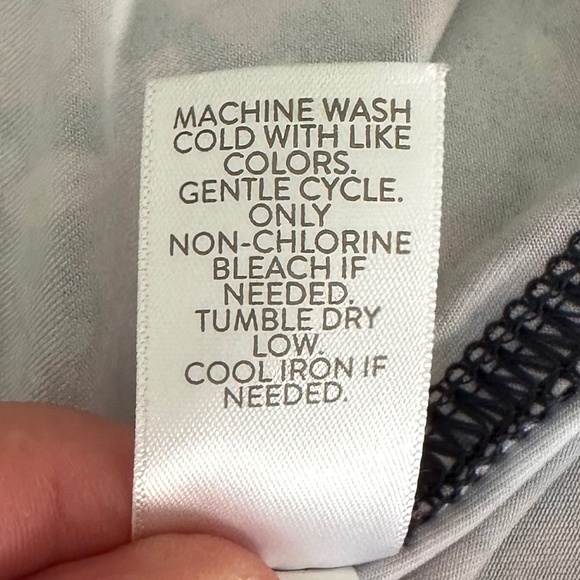 MACHINE WASH
COLD WITH LIKE
COLORS.
GENTLE CYCLE.
ONLY
NON-CHLORINE
BLEACH IF
NEEDED.
TUMBLE DRY
LOW.
COOL IRON IF
NEEDED.